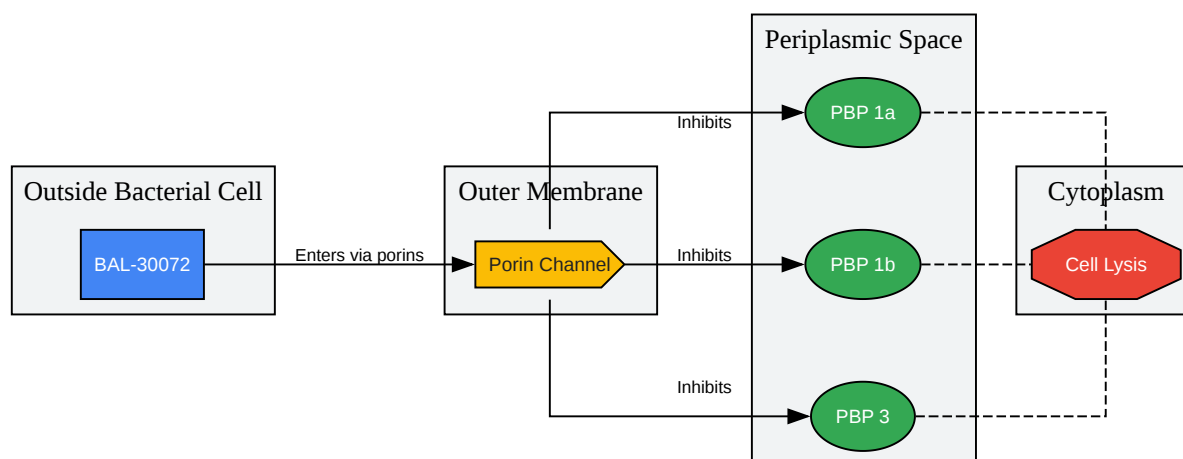 Periplasmic Space
PBP 1a
Inhibits
Outside Bacterial Cell
Outer Membrane
Cytoplasm
BAL-30072
Enters via porins
Porin Channel
Inhibits
PBP 1b
Cell Lysis
Inhibits
PBP 3